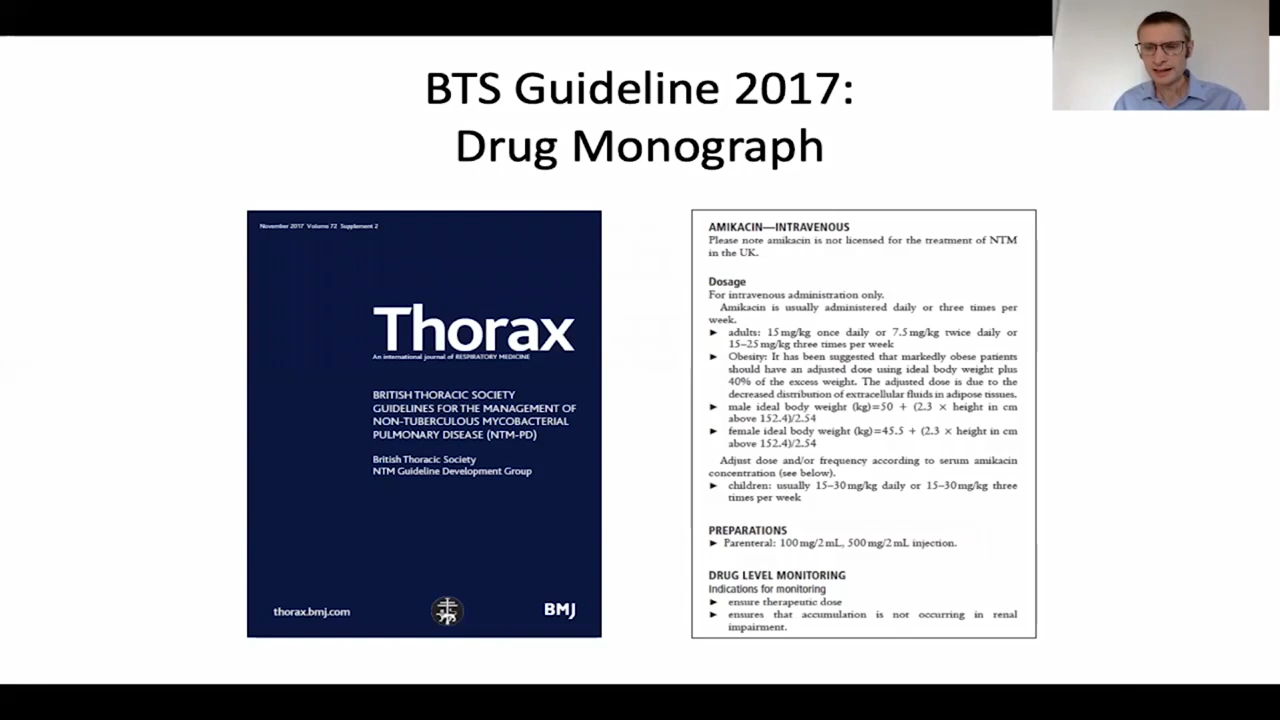 BTS Guideline 2017:
Drug Monograph
November 2017 Volume 72 Supplement 2
Thorax
An international journal of RESPIRATORY MEDICINE
BRITISH THORACIC SOCIETY
GUIDELINES FOR THE MANAGEMENT OF
NON-TUBERCULOUS MYCOBACTERIAL
PULMONARY DISEASE (NTM-PD)
British Thoracic Society
NTM Guideline Development Group
thorax.bmj.com
BMJ
AMIKACIN—INTRAVENOUS
Please note amikacin is not licensed for the treatment of NTM
in the UK.
Dosage
For intravenous administration only.
Amikacin is usually administered daily or three times per
week.
► adults: 15 mg/kg once daily or 7.5 mg/kg twice daily or
15–25 mg/kg three times per week
► Obesity: It has been suggested that markedly obese patients
should have an adjusted dose using ideal body weight plus
40% of the excess weight. The adjusted dose is due to the
decreased distribution of extracellular fluids in adipose tissues.
► male ideal body weight (kg)=50 + (2.3 × height in cm
above 152.4)/2.54
► female ideal body weight (kg)=45.5 + (2.3 × height in cm
above 152.4)/2.54
Adjust dose and/or frequency according to serum amikacin
concentration (see below).
► children: usually 15–30 mg/kg daily or 15–30 mg/kg three
times per week
PREPARATIONS
► Parenteral: 100 mg/2 mL, 500 mg/2 mL injection.
DRUG LEVEL MONITORING
Indications for monitoring
► ensure therapeutic dose
► ensures that accumulation is not occurring in renal
impairment.